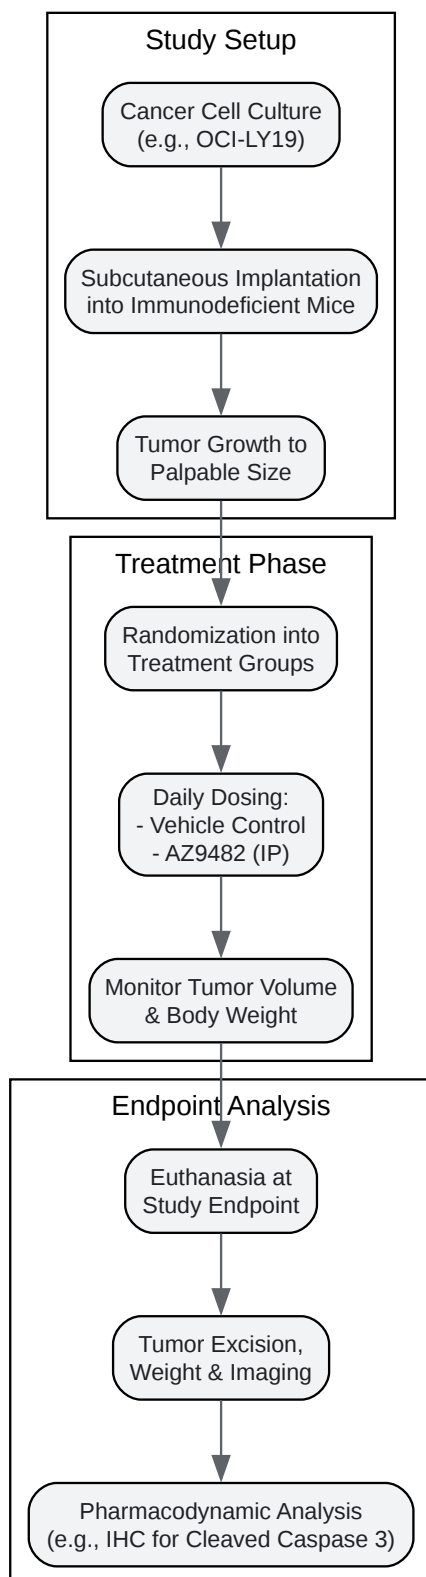 Study Setup
Cancer Cell Culture
(e.g., OCI-LY19)
Subcutaneous Implantation
into Immunodeficient Mice
Tumor Growth to
Palpable Size
Treatment Phase
Randomization into
Treatment Groups
Daily Dosing:
- Vehicle Control
- AZ9482 (IP)
Monitor Tumor Volume
& Body Weight
Endpoint Analysis
Euthanasia at
Study Endpoint
Tumor Excision,
Weight & Imaging
Pharmacodynamic Analysis
(e.g., IHC for Cleaved Caspase 3)